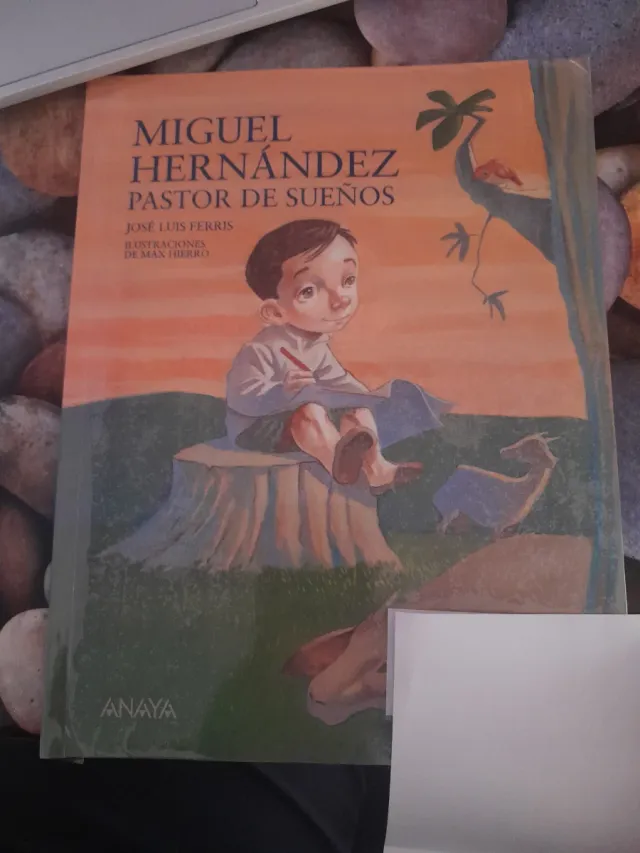 MIGUEL
HERNÁNDEZ
PASTOR DE SUEÑOS
JOSÉ LUIS FERRIS
ILUSTRACIONES
DE MAX HIERRO
ANAYA